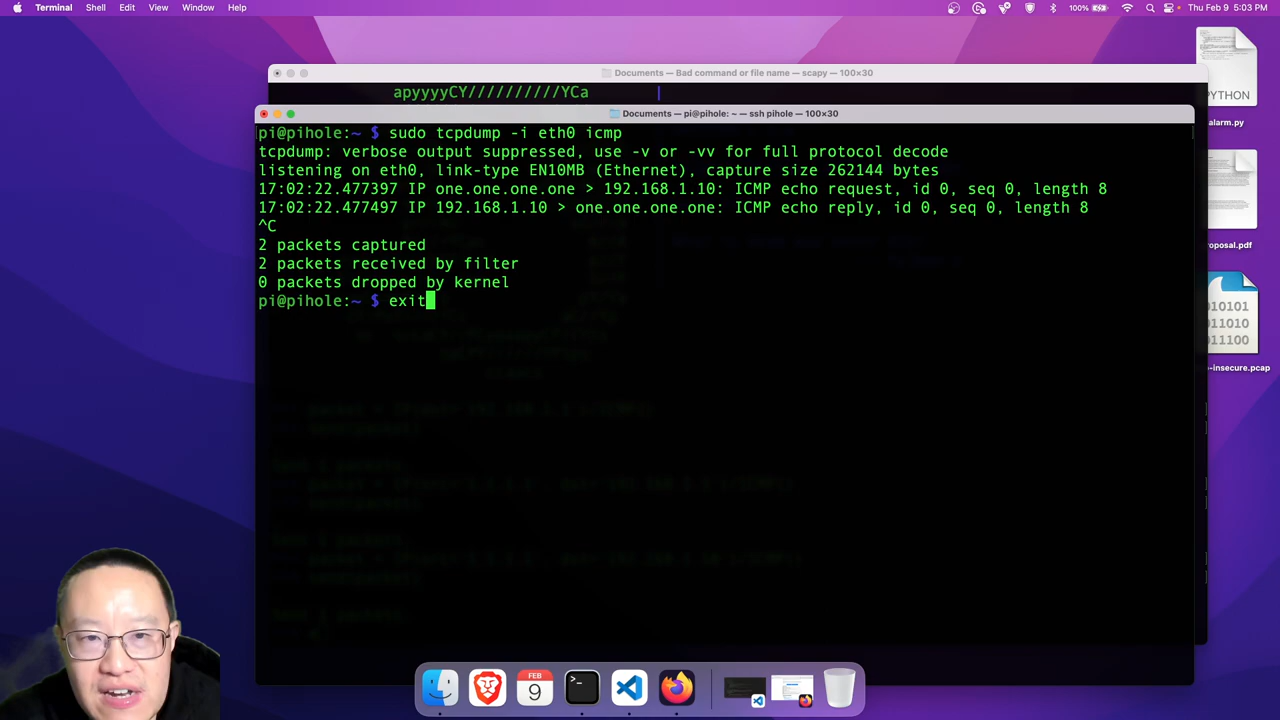 Terminal Shell Edit View Window Help 100% Thu Feb 9 5:03 PM
Documents — Bad command or file name — scapy — 100×30
apyyyyCY//////////YCa |
Documents — pi@pihole: ~ — ssh pihole — 100×30
pi@pihole:~ $ sudo tcpdump -i eth0 icmp
tcpdump: verbose output suppressed, use -v or -vv for full protocol decode
listening on eth0, link-type EN10MB (Ethernet), capture size 262144 bytes
17:02:22.477397 IP one.one.one.one > 192.168.1.10: ICMP echo request, id 0, seq 0, length 8
17:02:22.477497 IP 192.168.1.10 > one.one.one.one: ICMP echo reply, id 0, seq 0, length 8
^C
2 packets captured
2 packets received by filter
0 packets dropped by kernel
pi@pihole:~ $ exit
PYTHON
alarm.py
roposal.pdf
010101
011010
011100
-insecure.pcap
FEB
9
>_